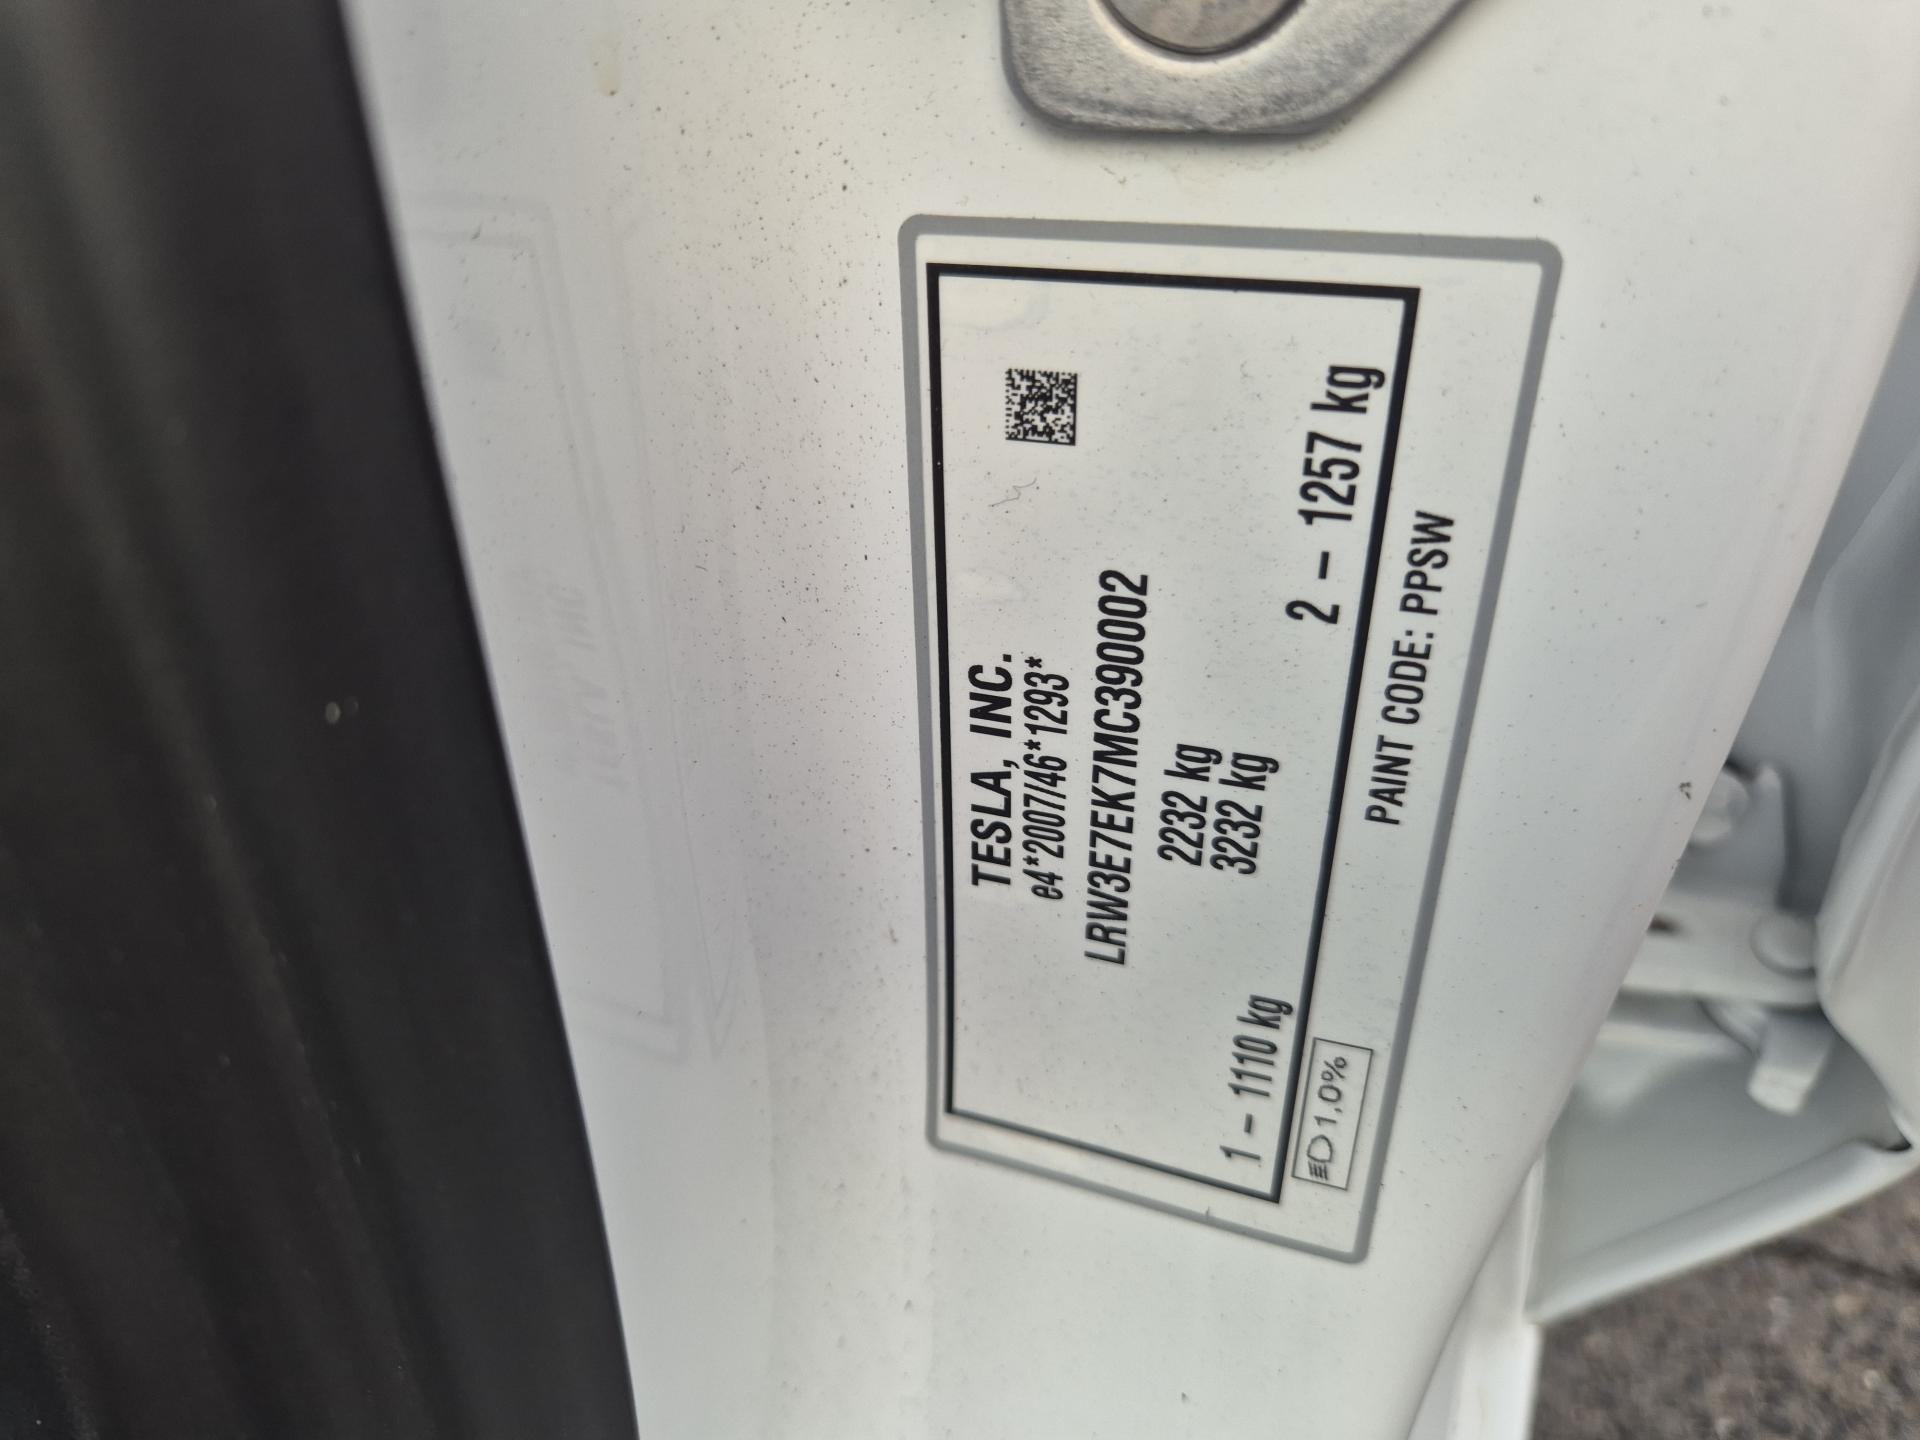 TESLA, INC.
e4*2007/46*1293*
LRW3E7EK7MC390002
2232 kg
3232 kg
1 - 1110 kg
2 - 1257 kg
1,0%
PAINT CODE: PPSW